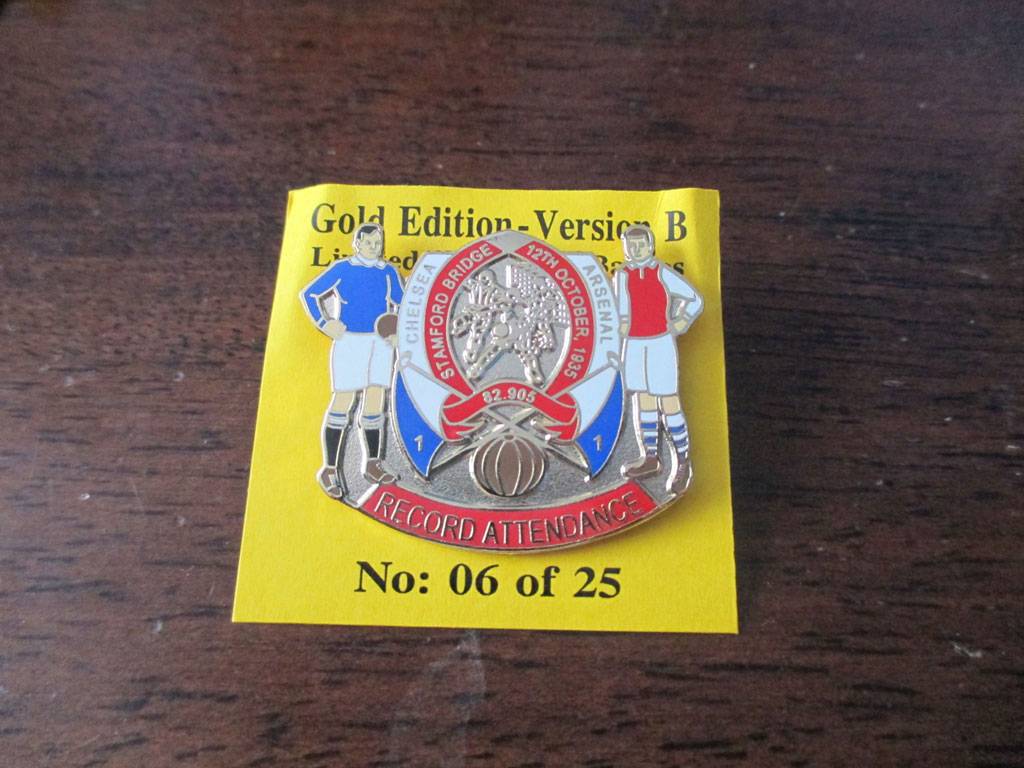 Gold Edition - Version B
CHELSEA
STAMFORD BRIDGE
12TH OCTOBER, 1935
ARSENAL
82.905
1
1
RECORD ATTENDANCE
No: 06 of 25